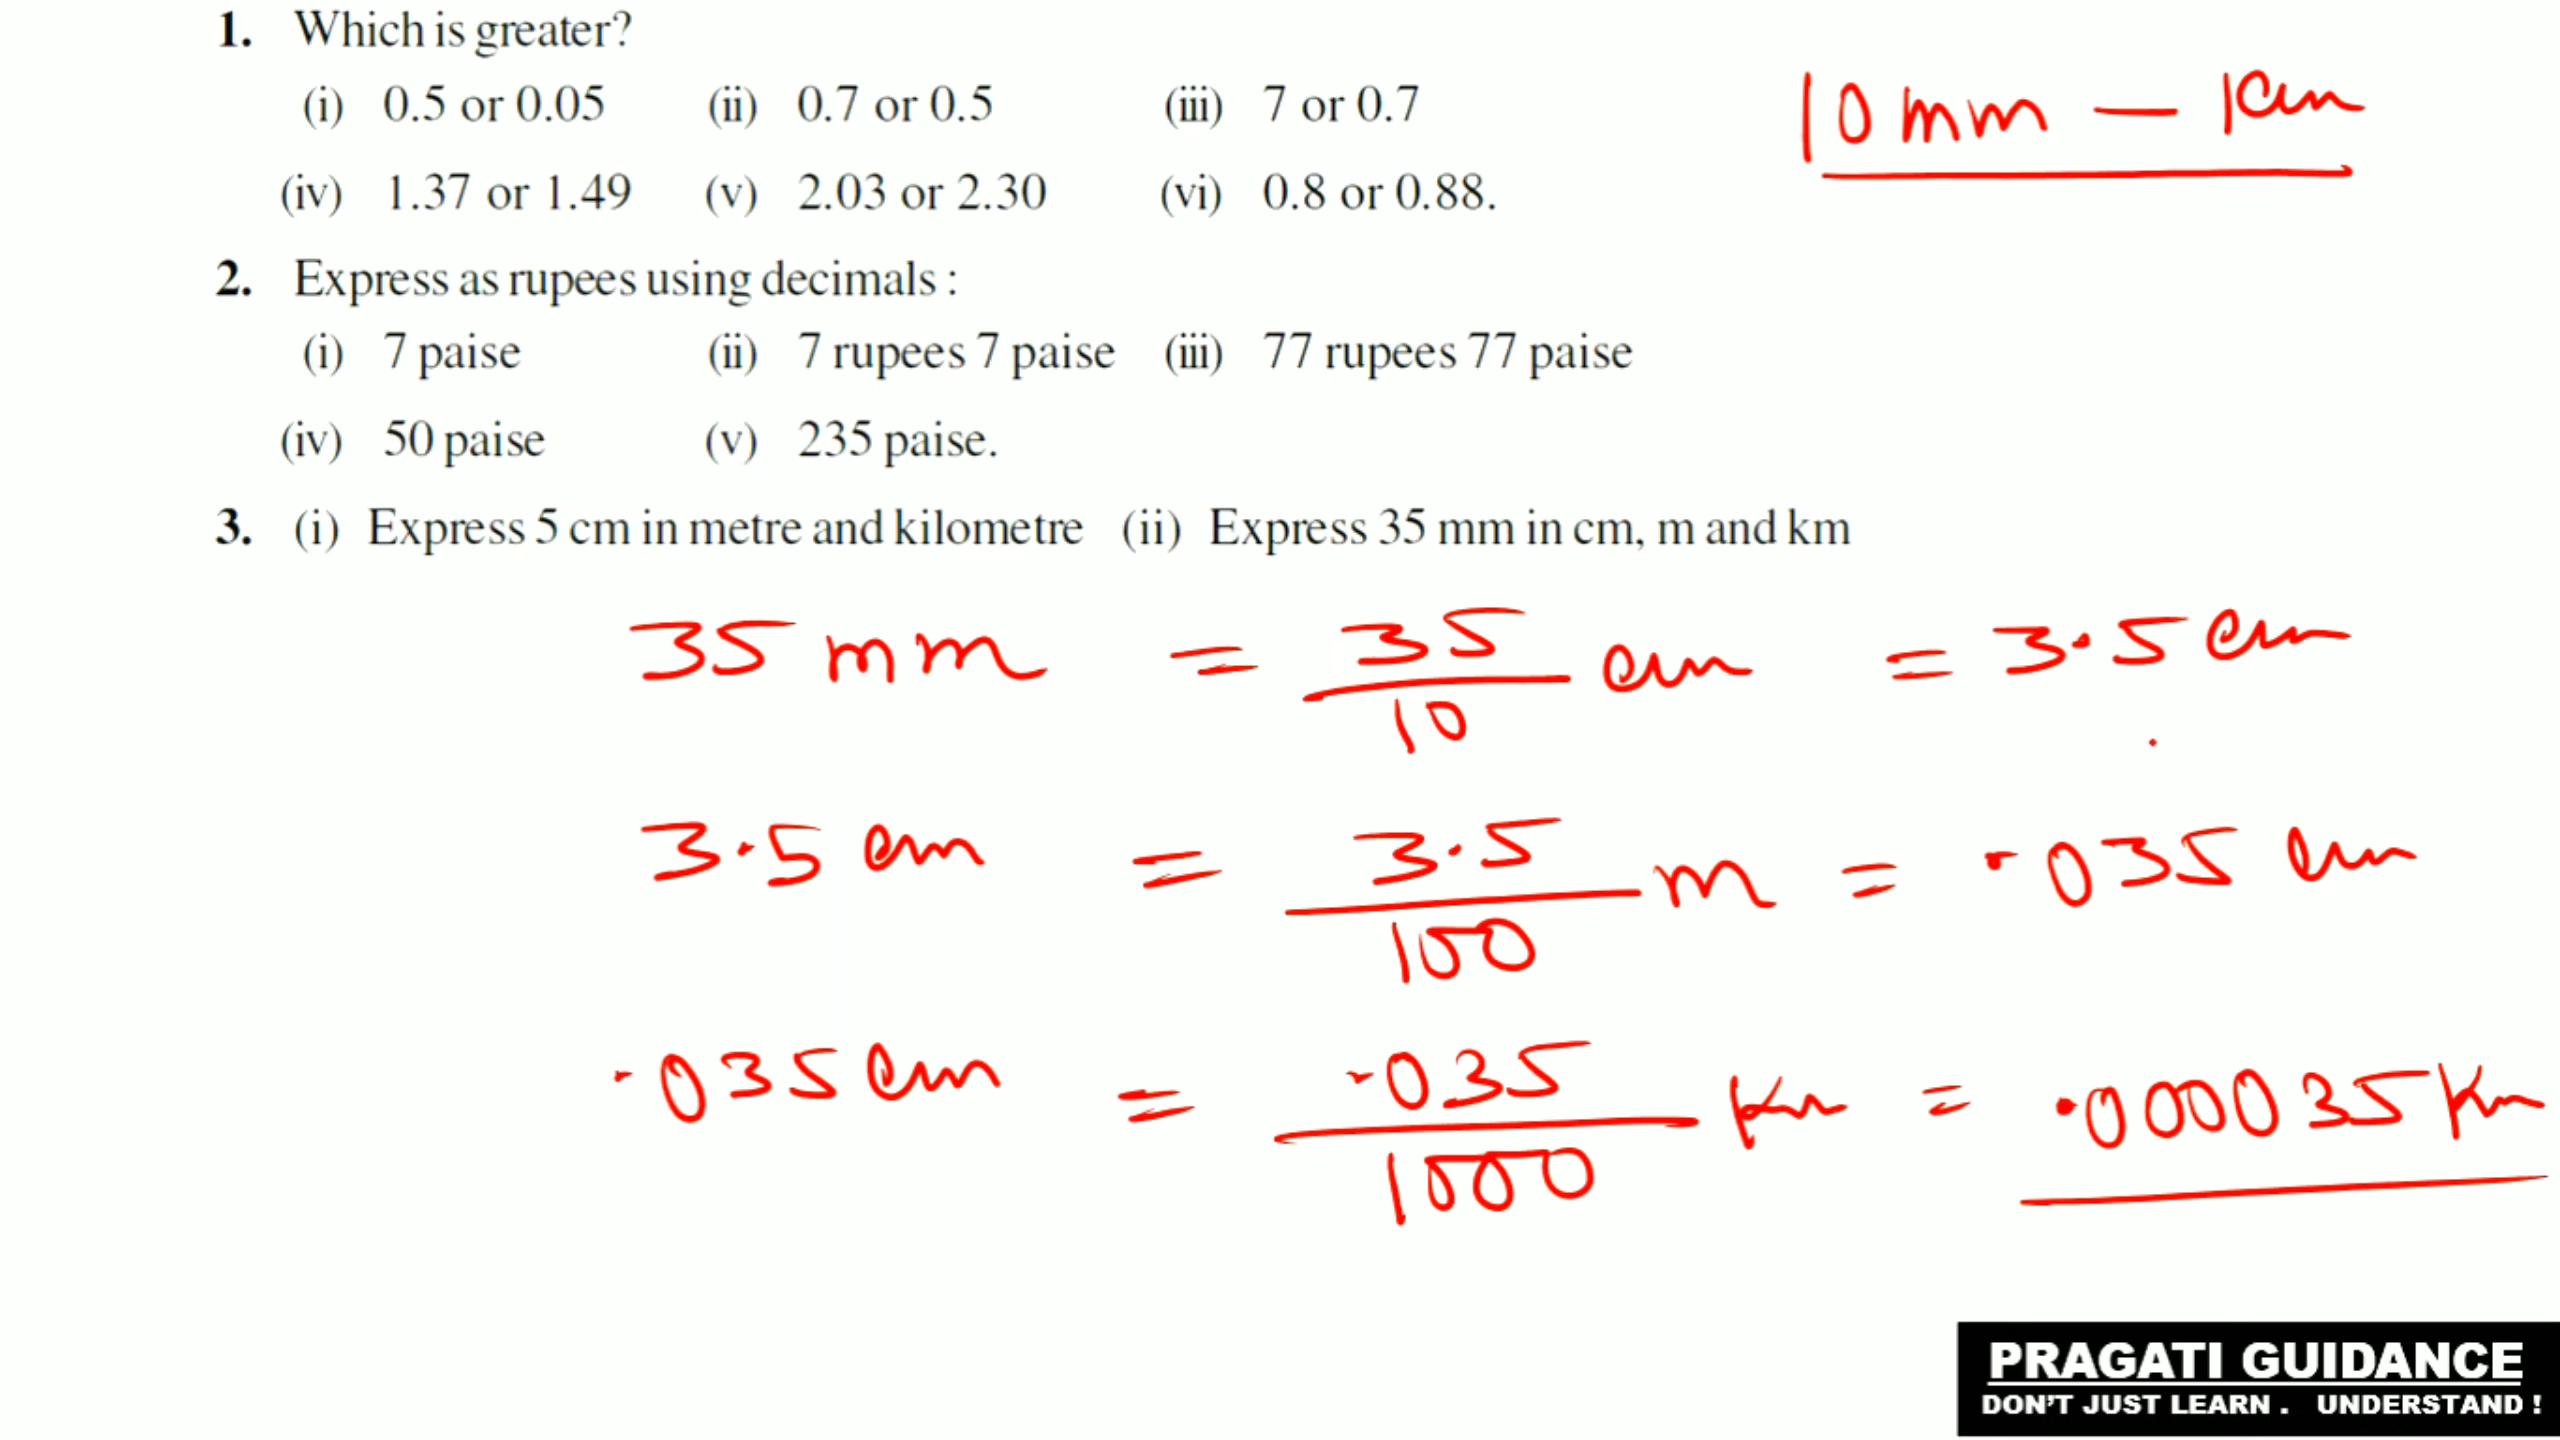 1. Which is greater?
(i) 0.5 or 0.05 (ii) 0.7 or 0.5 (iii) 7 or 0.7
10 mm — 1cm
(iv) 1.37 or 1.49 (v) 2.03 or 2.30 (vi) 0.8 or 0.88.
2. Express as rupees using decimals :
(i) 7 paise (ii) 7 rupees 7 paise (iii) 77 rupees 77 paise
(iv) 50 paise (v) 235 paise.
3. (i) Express 5 cm in metre and kilometre (ii) Express 35 mm in cm, m and km
35 mm = 35/10 cm = 3.5 cm
3.5 cm = 3.5/100 m = .035 cm
.035 cm = .035/1000 km = .000035 km
PRAGATI GUIDANCE
DON'T JUST LEARN . UNDERSTAND !